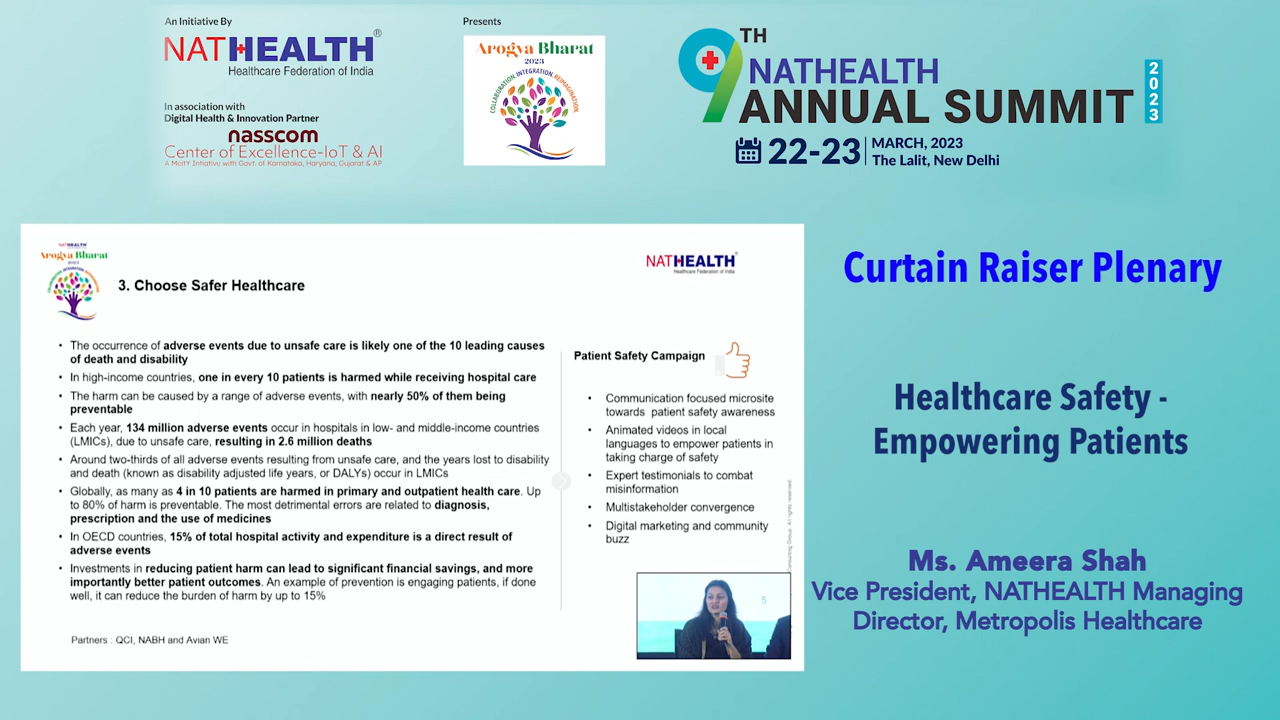 An Initiative By
NATHEALTH®
Healthcare Federation of India
In association with
Digital Health & Innovation Partner
nasscom
Center of Excellence-IoT & AI
A MeitY Initiative with Govt. of Karnataka, Haryana, Gujarat & AP
Presents
Arogya Bharat
2023
COLLABORATION, INTEGRATION, REIMAGINATION
9TH
NATHEALTH
ANNUAL SUMMIT
2023
22-23
MARCH, 2023
The Lalit, New Delhi
NATHEALTH
Arogya Bharat
NATHEALTH®
Healthcare Federation of India
3. Choose Safer Healthcare
• The occurrence of adverse events due to unsafe care is likely one of the 10 leading causes
of death and disability
• In high-income countries, one in every 10 patients is harmed while receiving hospital care
• The harm can be caused by a range of adverse events, with nearly 50% of them being
preventable
• Each year, 134 million adverse events occur in hospitals in low- and middle-income countries
(LMICs), due to unsafe care, resulting in 2.6 million deaths
• Around two-thirds of all adverse events resulting from unsafe care, and the years lost to disability
and death (known as disability adjusted life years, or DALYs) occur in LMICs
• Globally, as many as 4 in 10 patients are harmed in primary and outpatient health care. Up
to 80% of harm is preventable. The most detrimental errors are related to diagnosis,
prescription and the use of medicines
• In OECD countries, 15% of total hospital activity and expenditure is a direct result of
adverse events
• Investments in reducing patient harm can lead to significant financial savings, and more
importantly better patient outcomes. An example of prevention is engaging patients, if done
well, it can reduce the burden of harm by up to 15%
Partners : QCI, NABH and Avian WE
Patient Safety Campaign
• Communication focused microsite
towards patient safety awareness
• Animated videos in local
languages to empower patients in
taking charge of safety
• Expert testimonials to combat
misinformation
• Multistakeholder convergence
• Digital marketing and community
buzz
Consulting Group. All rights reserved.
5
Curtain Raiser Plenary
Healthcare Safety -
Empowering Patients
Ms. Ameera Shah
Vice President, NATHEALTH Managing
Director, Metropolis Healthcare